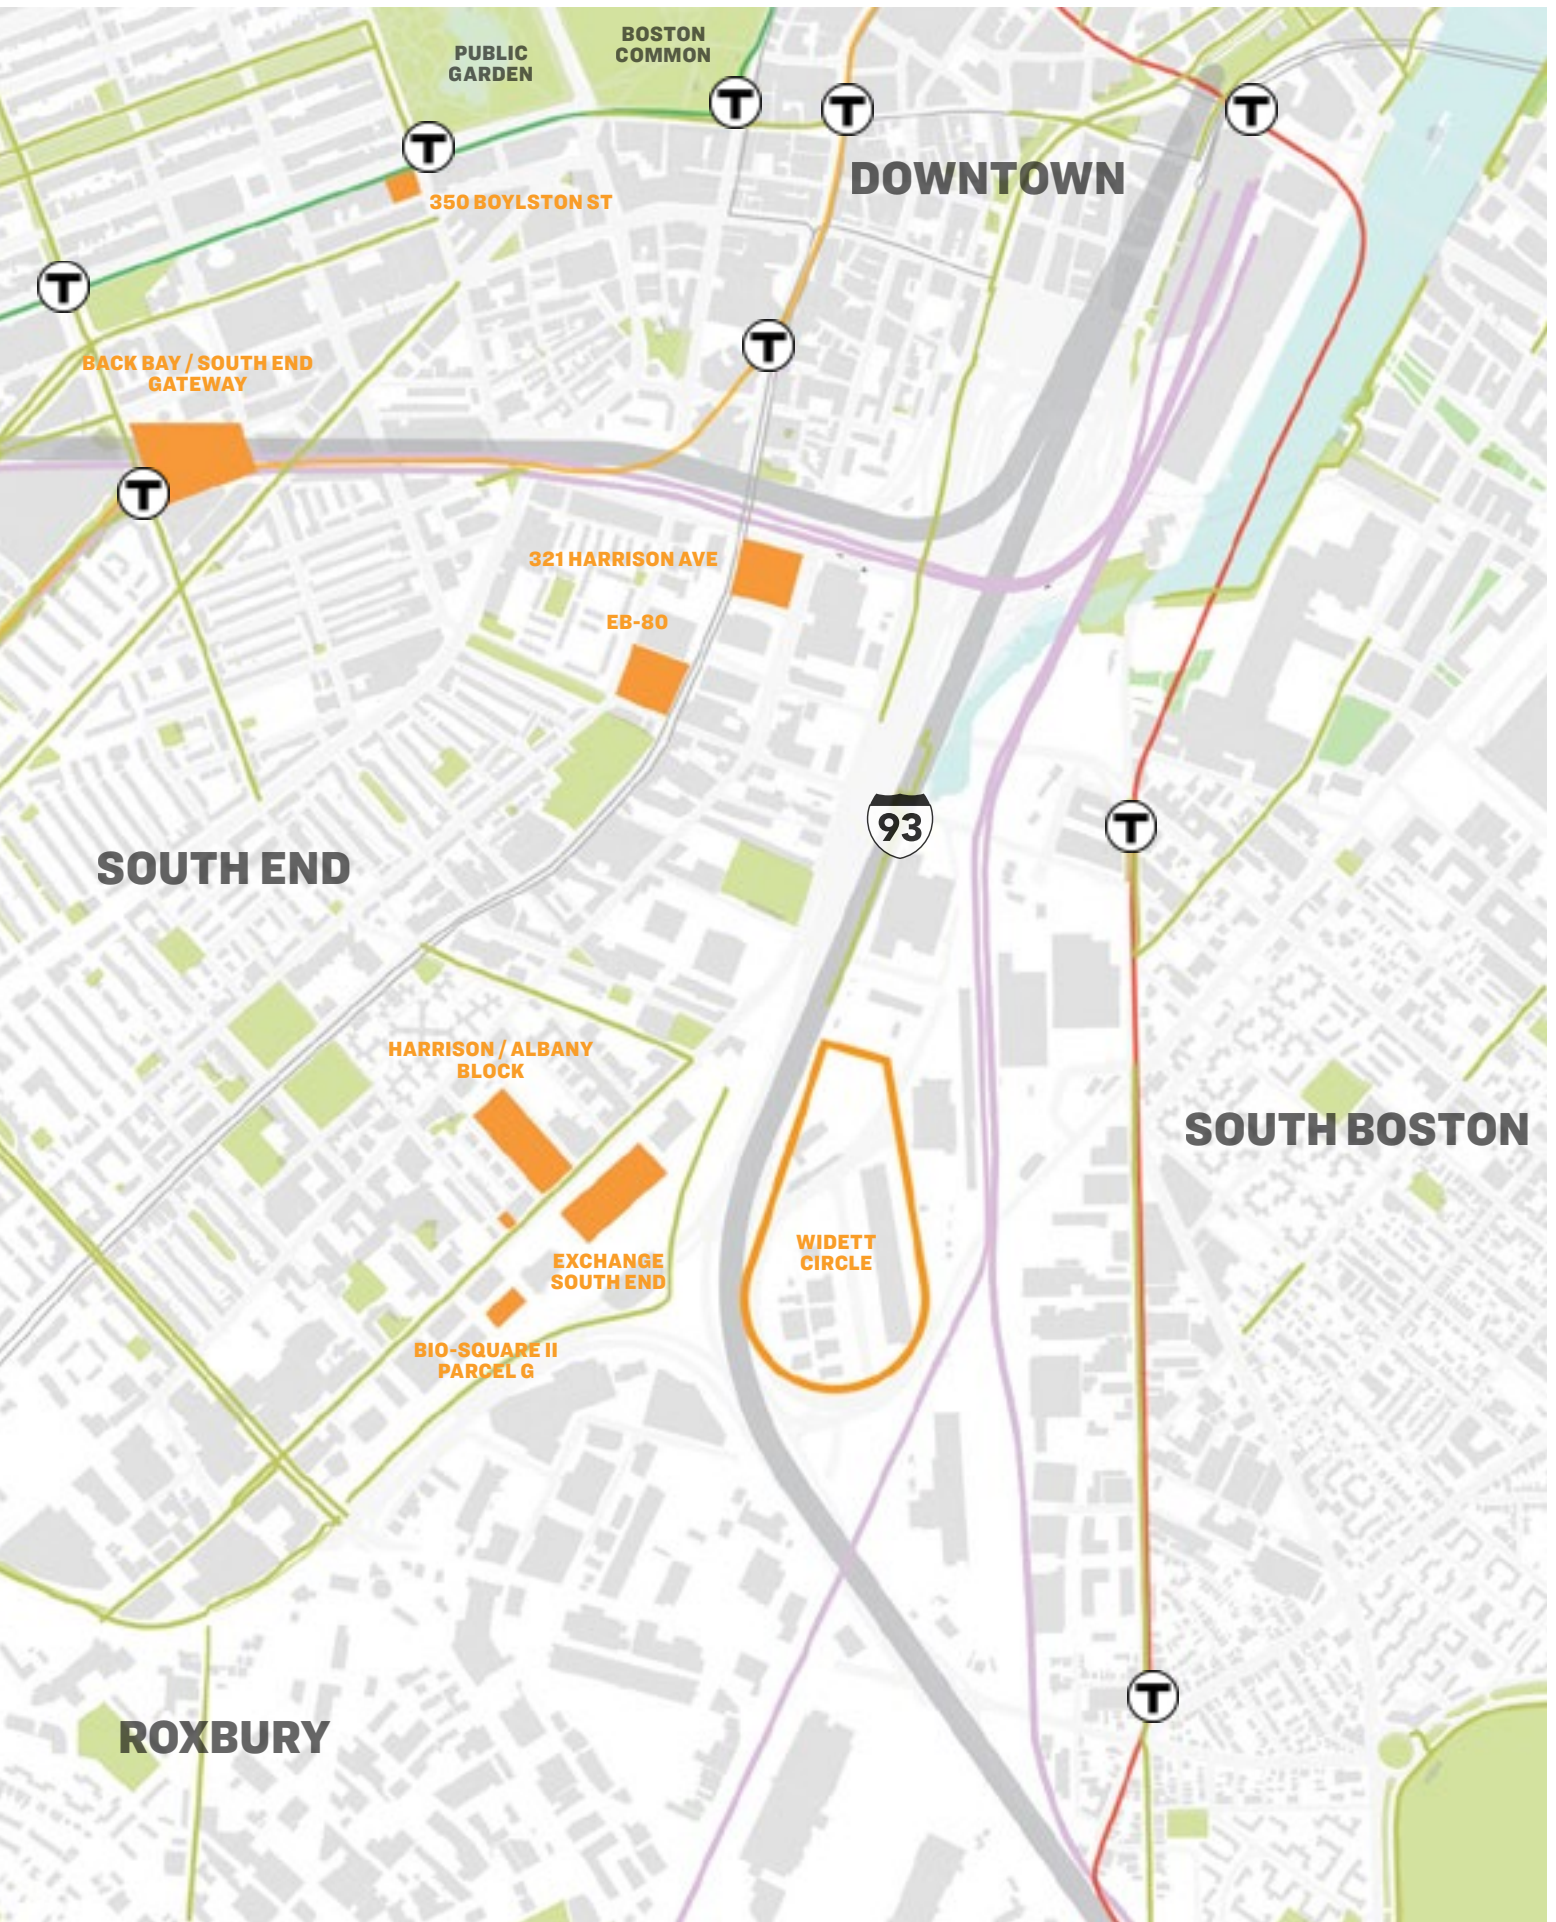 BOSTON
COMMON
PUBLIC
GARDEN
T
T
T
T
DOWNTOWN
350 BOYLSTON ST
T
T
BACK BAY / SOUTH END
GATEWAY
T
321 HARRISON AVE
EB-80
93
T
SOUTH END
HARRISON / ALBANY
BLOCK
SOUTH BOSTON
WIDETT
CIRCLE
EXCHANGE
SOUTH END
BIO-SQUARE II
PARCEL G
T
ROXBURY